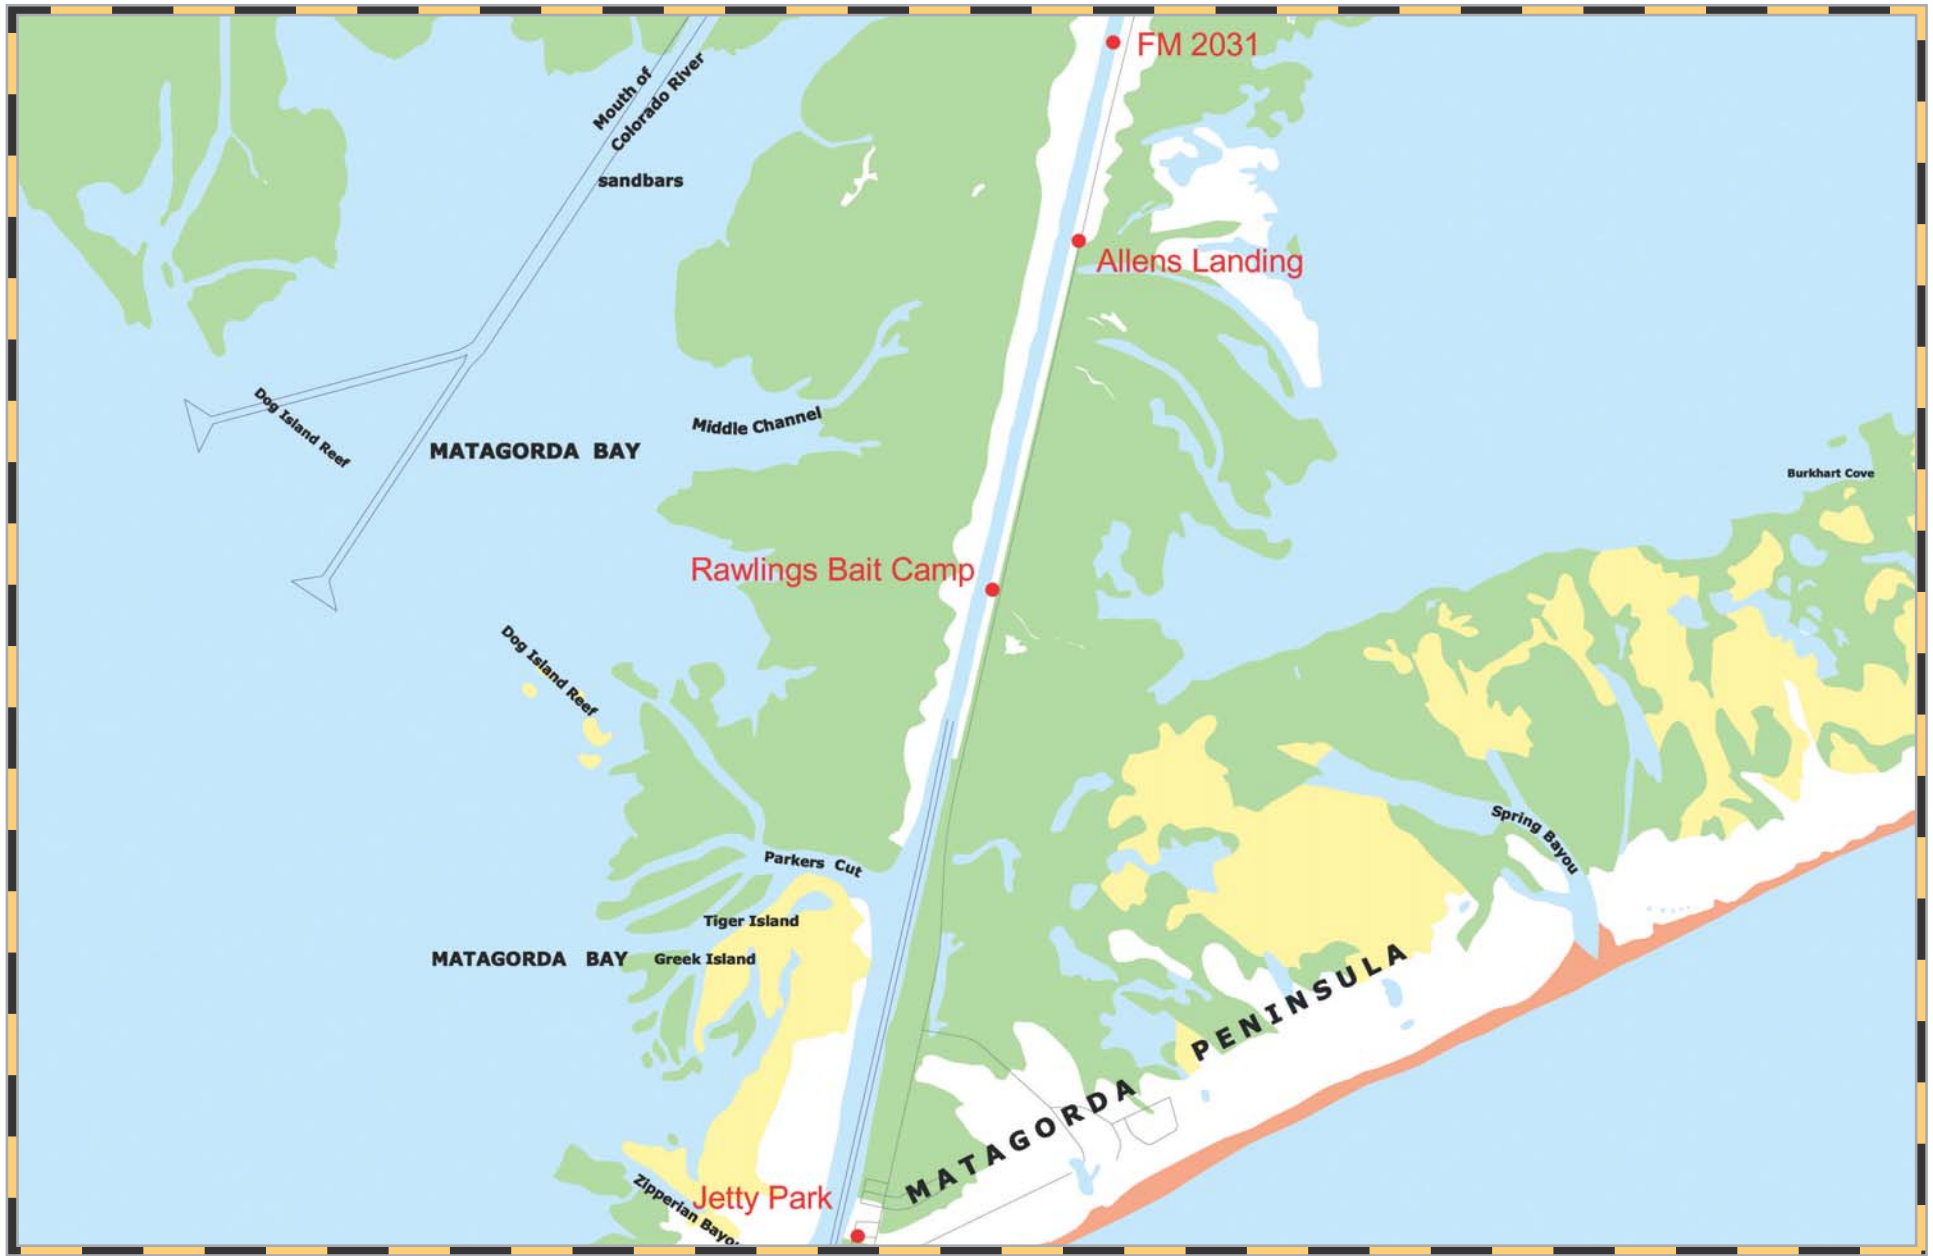 FM 2031
Mouth of
Colorado River
sandbars
Allens Landing
Dog Island Reef
MATAGORDA BAY
Middle Channel
Burkhart Cove
Rawlings Bait Camp
Dog Island Reef
Spring Bayou
Parkers Cut
Tiger Island
MATAGORDA BAY
Greek Island
MATAGORDA PENINSULA
Jetty Park
Zipperian Bayou